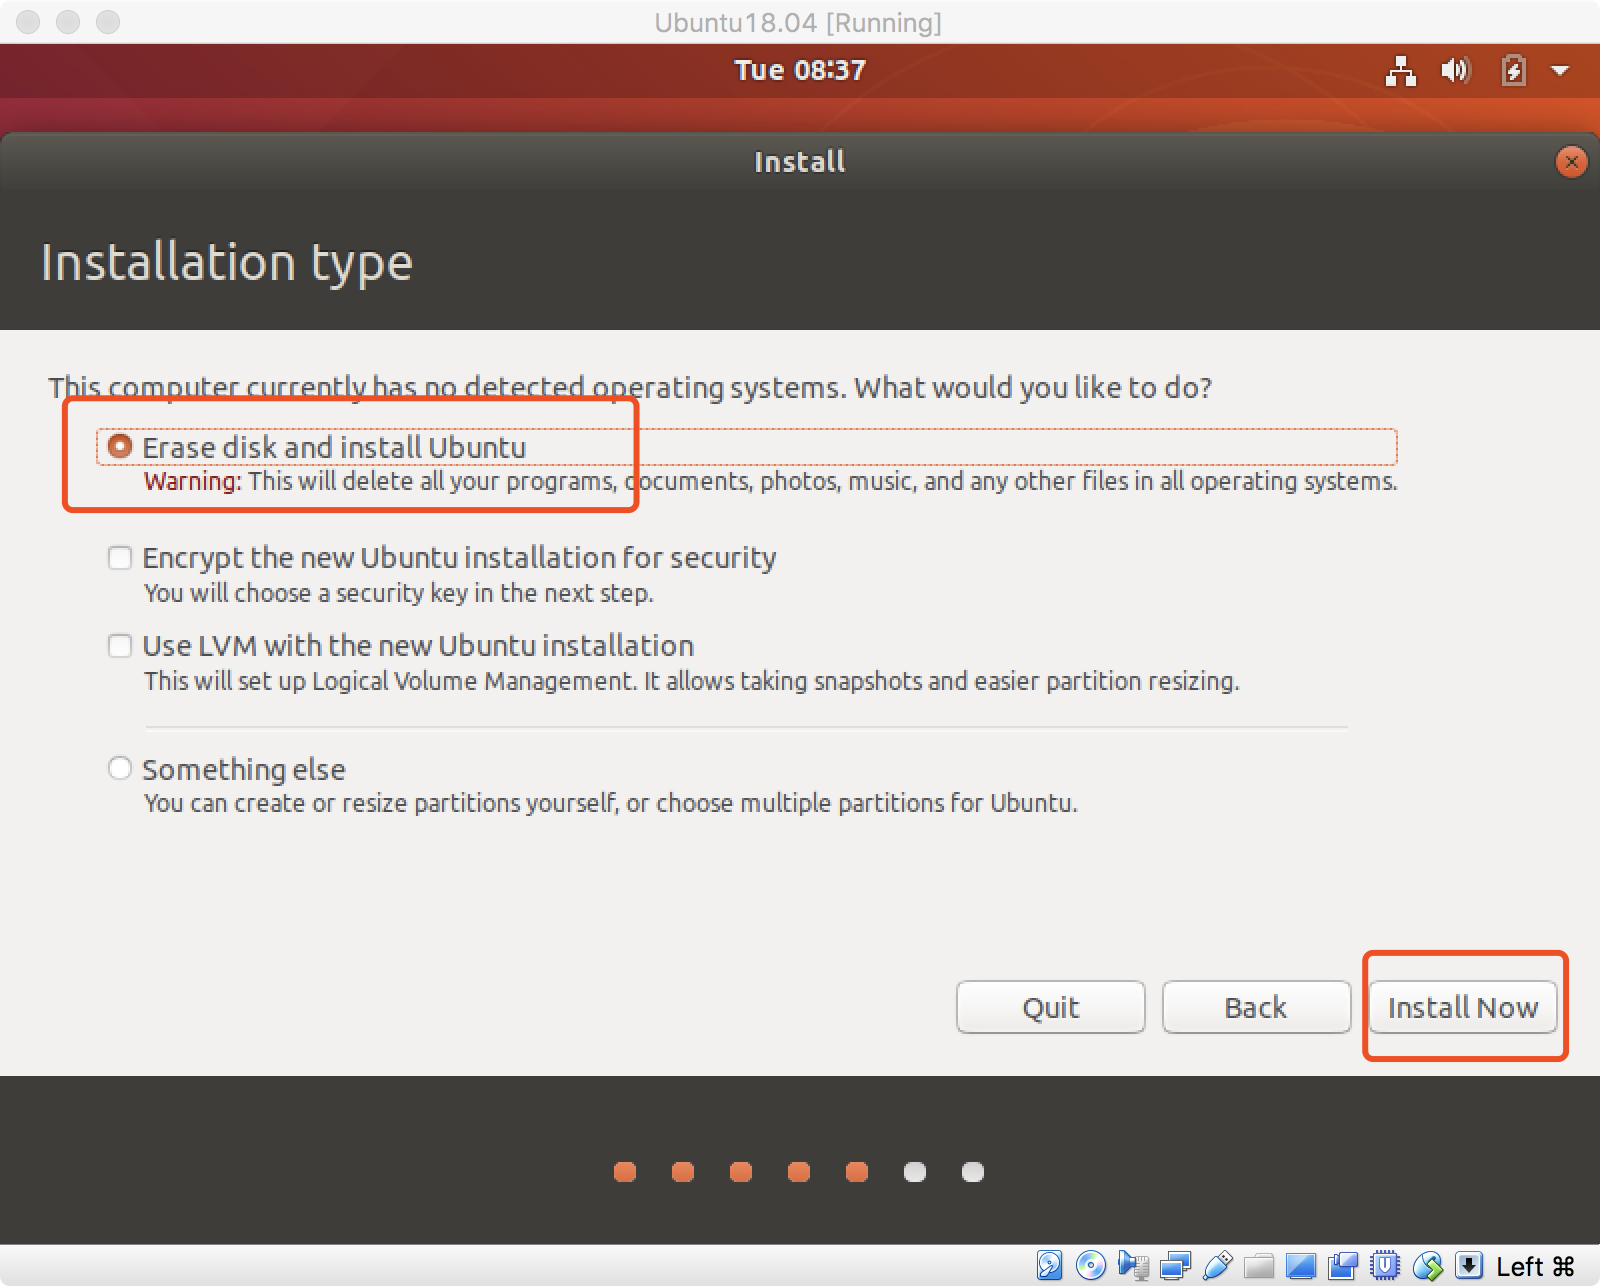 Ubuntu18.04 [Running]
Tue 08:37
Install
Installation type
This computer currently has no detected operating systems. What would you like to do?
Erase disk and install Ubuntu
Warning: This will delete all your programs, documents, photos, music, and any other files in all operating systems.
Encrypt the new Ubuntu installation for security
You will choose a security key in the next step.
Use LVM with the new Ubuntu installation
This will set up Logical Volume Management. It allows taking snapshots and easier partition resizing.
Something else
You can create or resize partitions yourself, or choose multiple partitions for Ubuntu.
Quit Back Install Now
Left ⌘